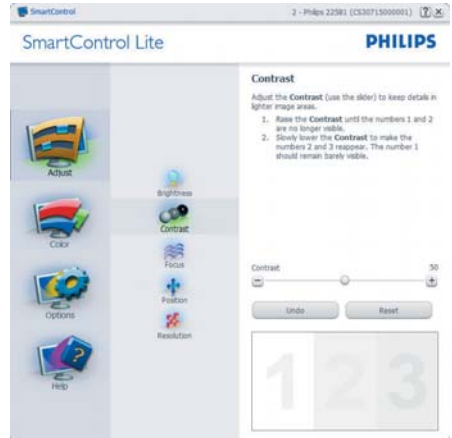 SmartControl
2 - Philips 225B1 (CS30715000001)
SmartControl Lite
PHILIPS
Adjust
Color
Options
Help
Brightness
Contrast
Focus
Position
Resolution
Contrast
Adjust the Contrast (use the slider) to keep details in
lighter image areas.
1. Raise the Contrast until the numbers 1 and 2
are no longer visible.
2. Slowly lower the Contrast to make the
numbers 2 and 3 reappear. The number 1
should remain barely visible.
Contrast 50
Undo Reset
1 2 3